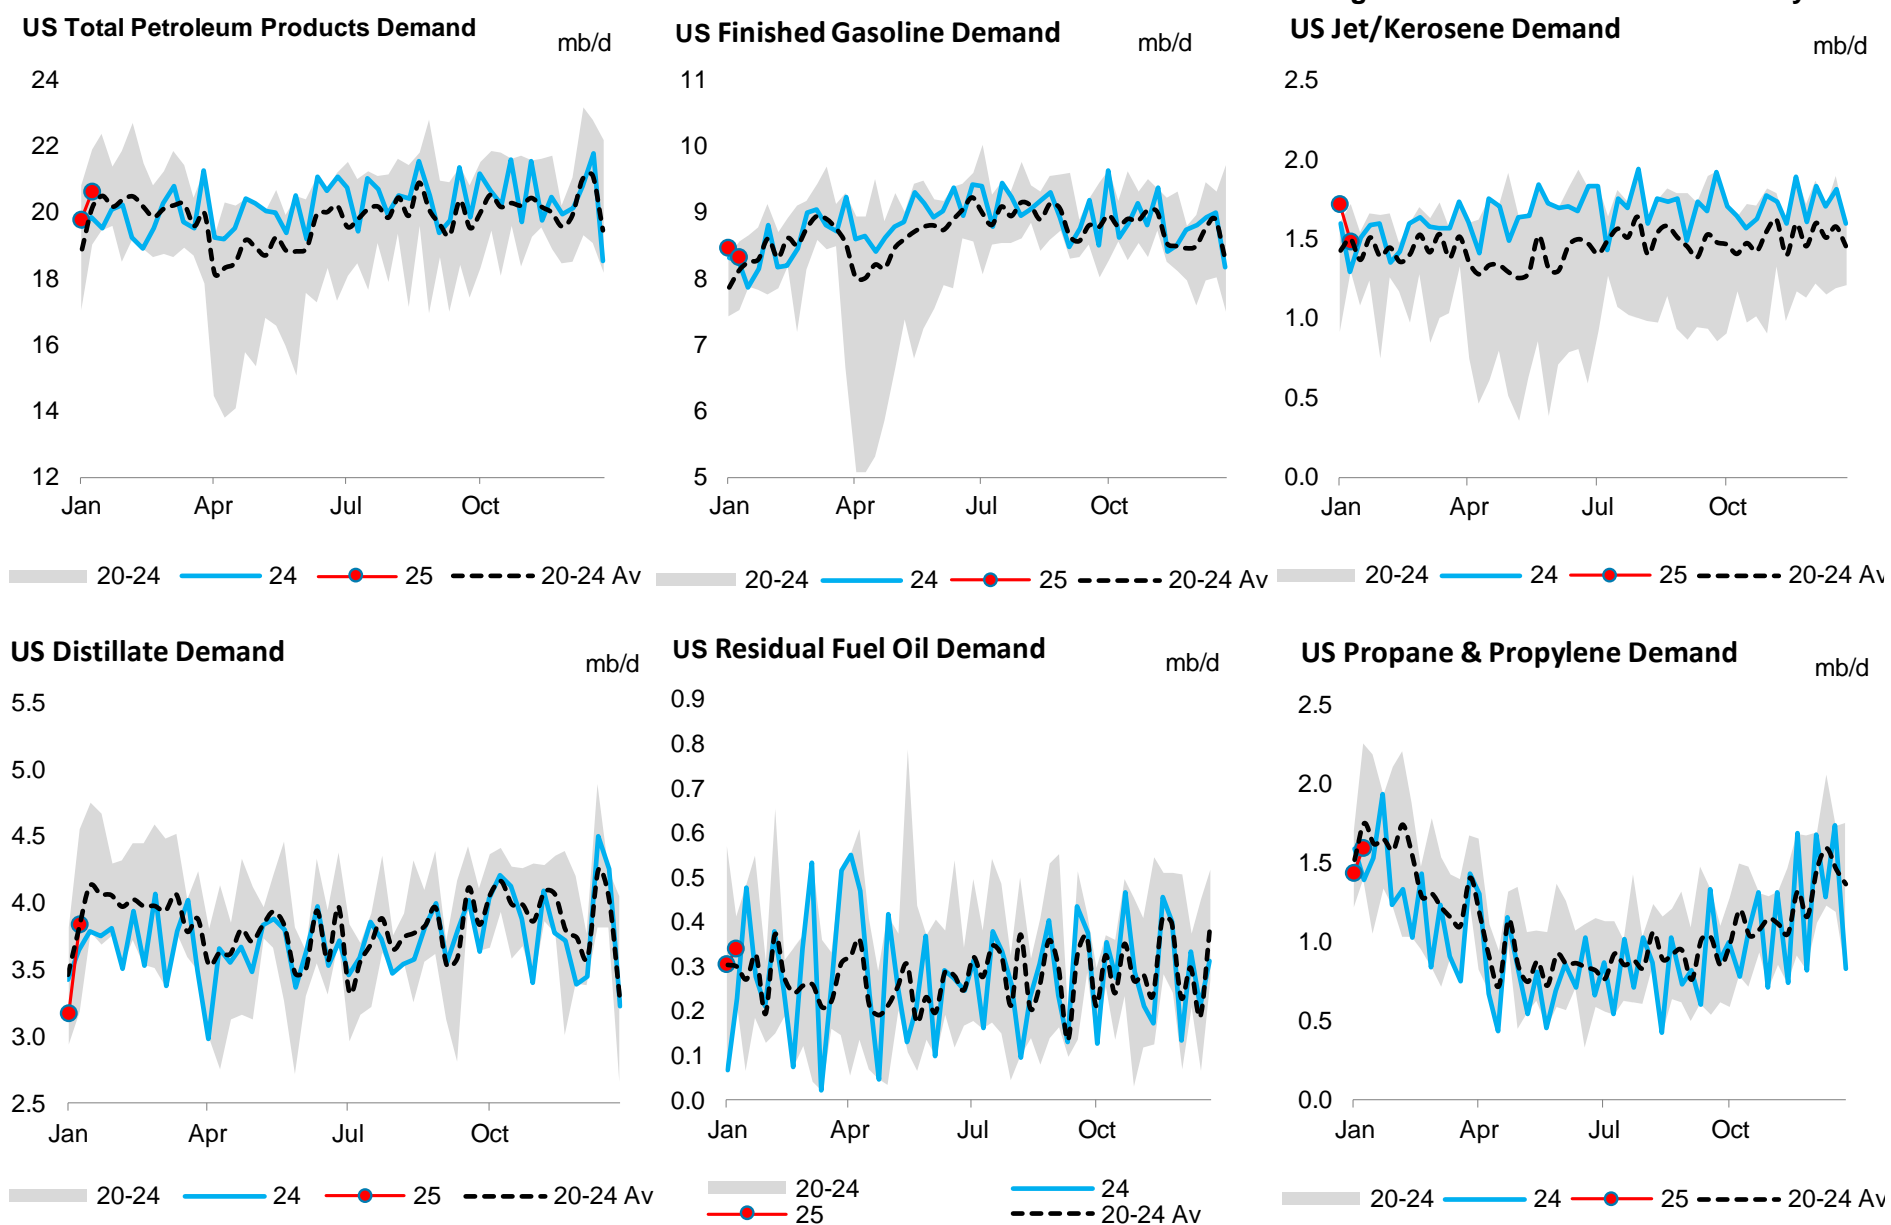 US Total Petroleum Products Demand
mb/d
24
22
20
18
16
14
12
Jan Apr Jul Oct
20-24 24 25 20-24 Av
US Finished Gasoline Demand
mb/d
11
10
9
8
7
6
5
Jan Apr Jul Oct
20-24 24 25 20-24 Av
US Jet/Kerosene Demand
mb/d
2.5
2.0
1.5
1.0
0.5
0.0
Jan Apr Jul Oct
20-24 24 25 20-24 Av
US Distillate Demand
mb/d
5.5
5.0
4.5
4.0
3.5
3.0
2.5
Jan Apr Jul Oct
20-24 24 25 20-24 Av
US Residual Fuel Oil Demand
mb/d
0.9
0.8
0.7
0.6
0.5
0.4
0.3
0.2
0.1
0.0
Jan Apr Jul Oct
20-24 24
25 20-24 Av
US Propane & Propylene Demand
mb/d
2.5
2.0
1.5
1.0
0.5
0.0
Jan Apr Jul Oct
20-24 24 25 20-24 Av